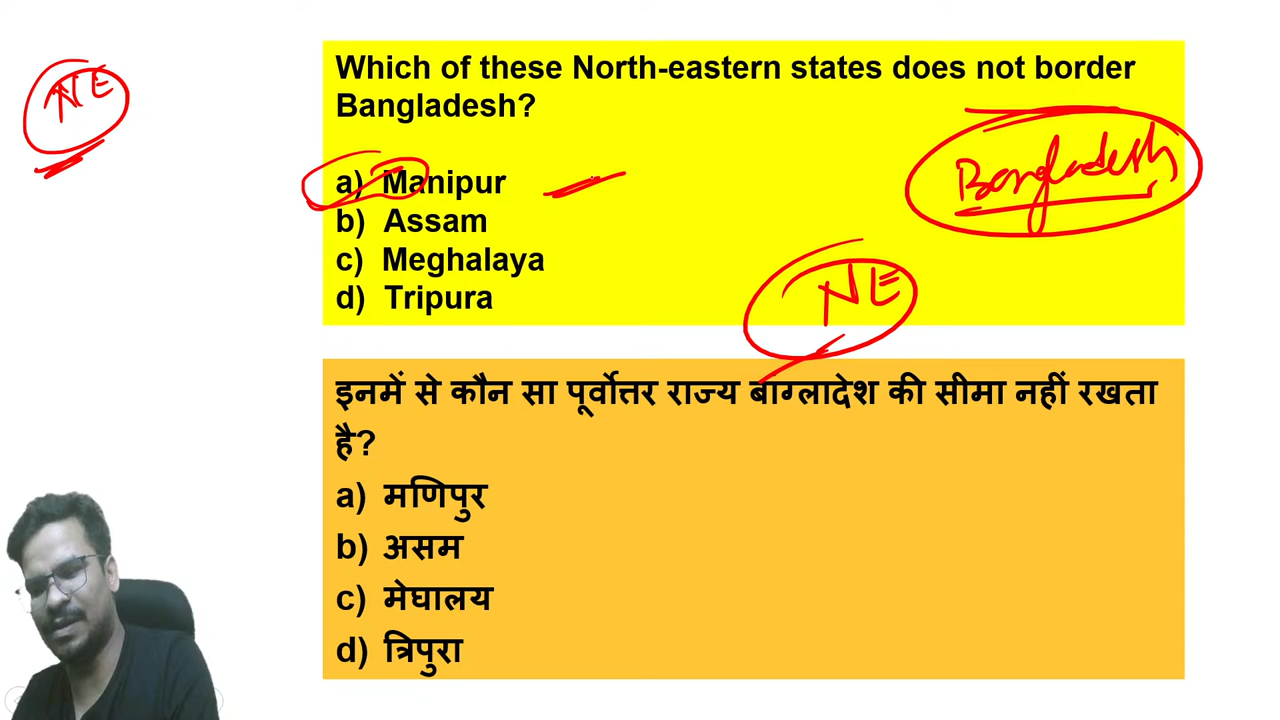 NE
Which of these North-eastern states does not border
Bangladesh?
a) Manipur
b) Assam
c) Meghalaya
d) Tripura
Bangladesh
NE
इनमें से कौन सा पूर्वोत्तर राज्य बाग्लादेश की सीमा नहीं रखता
है?
a) मणिपुर
b) असम
c) मेघालय
d) त्रिपुरा